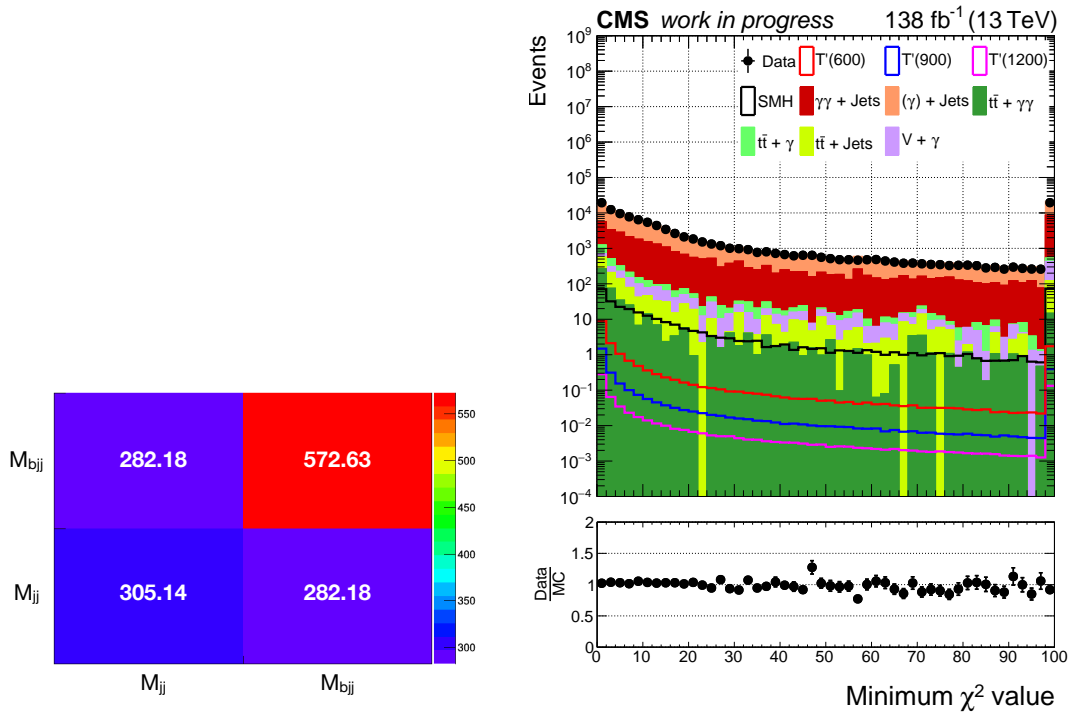 M_bjj
282.18 572.63
M_jj
305.14 282.18
M_jj M_bjj
550
500
450
400
350
300
CMS work in progress 138 fb⁻¹ (13 TeV)
Events
Data T'(600) T'(900) T'(1200)
SMH γγ + Jets (γ) + Jets tt̄ + γγ
tt̄ + γ tt̄ + Jets V + γ
10⁹
10⁸
10⁷
10⁶
10⁵
10⁴
10³
10²
10
1
10⁻¹
10⁻²
10⁻³
10⁻⁴
Data
MC
2
1.5
1
0.5
0
0 10 20 30 40 50 60 70 80 90 100
Minimum χ² value